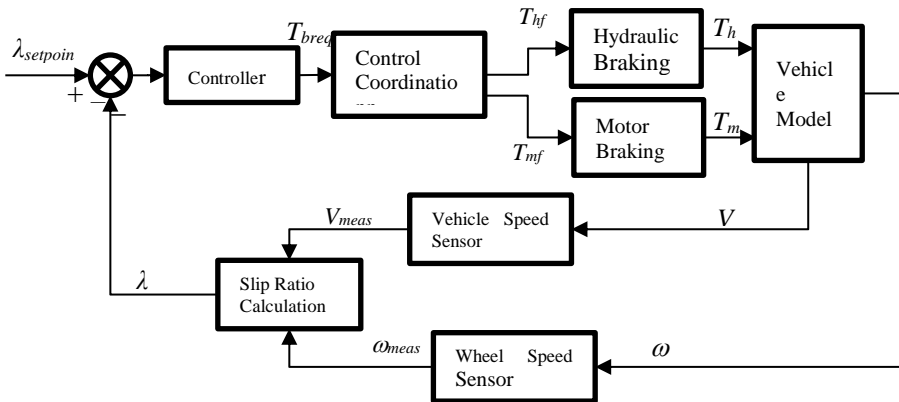 λsetpoin
+
−
−
Controller
Tbreq
Control
Coordinatio
Thf
Tmf
Hydraulic
Braking
Motor
Braking
Th
Tm
Vehicl
e
Model
V
Vehicle Speed
Sensor
Vmeas
Slip Ratio
Calculation
λ
ωmeas
Wheel Speed
Sensor
ω